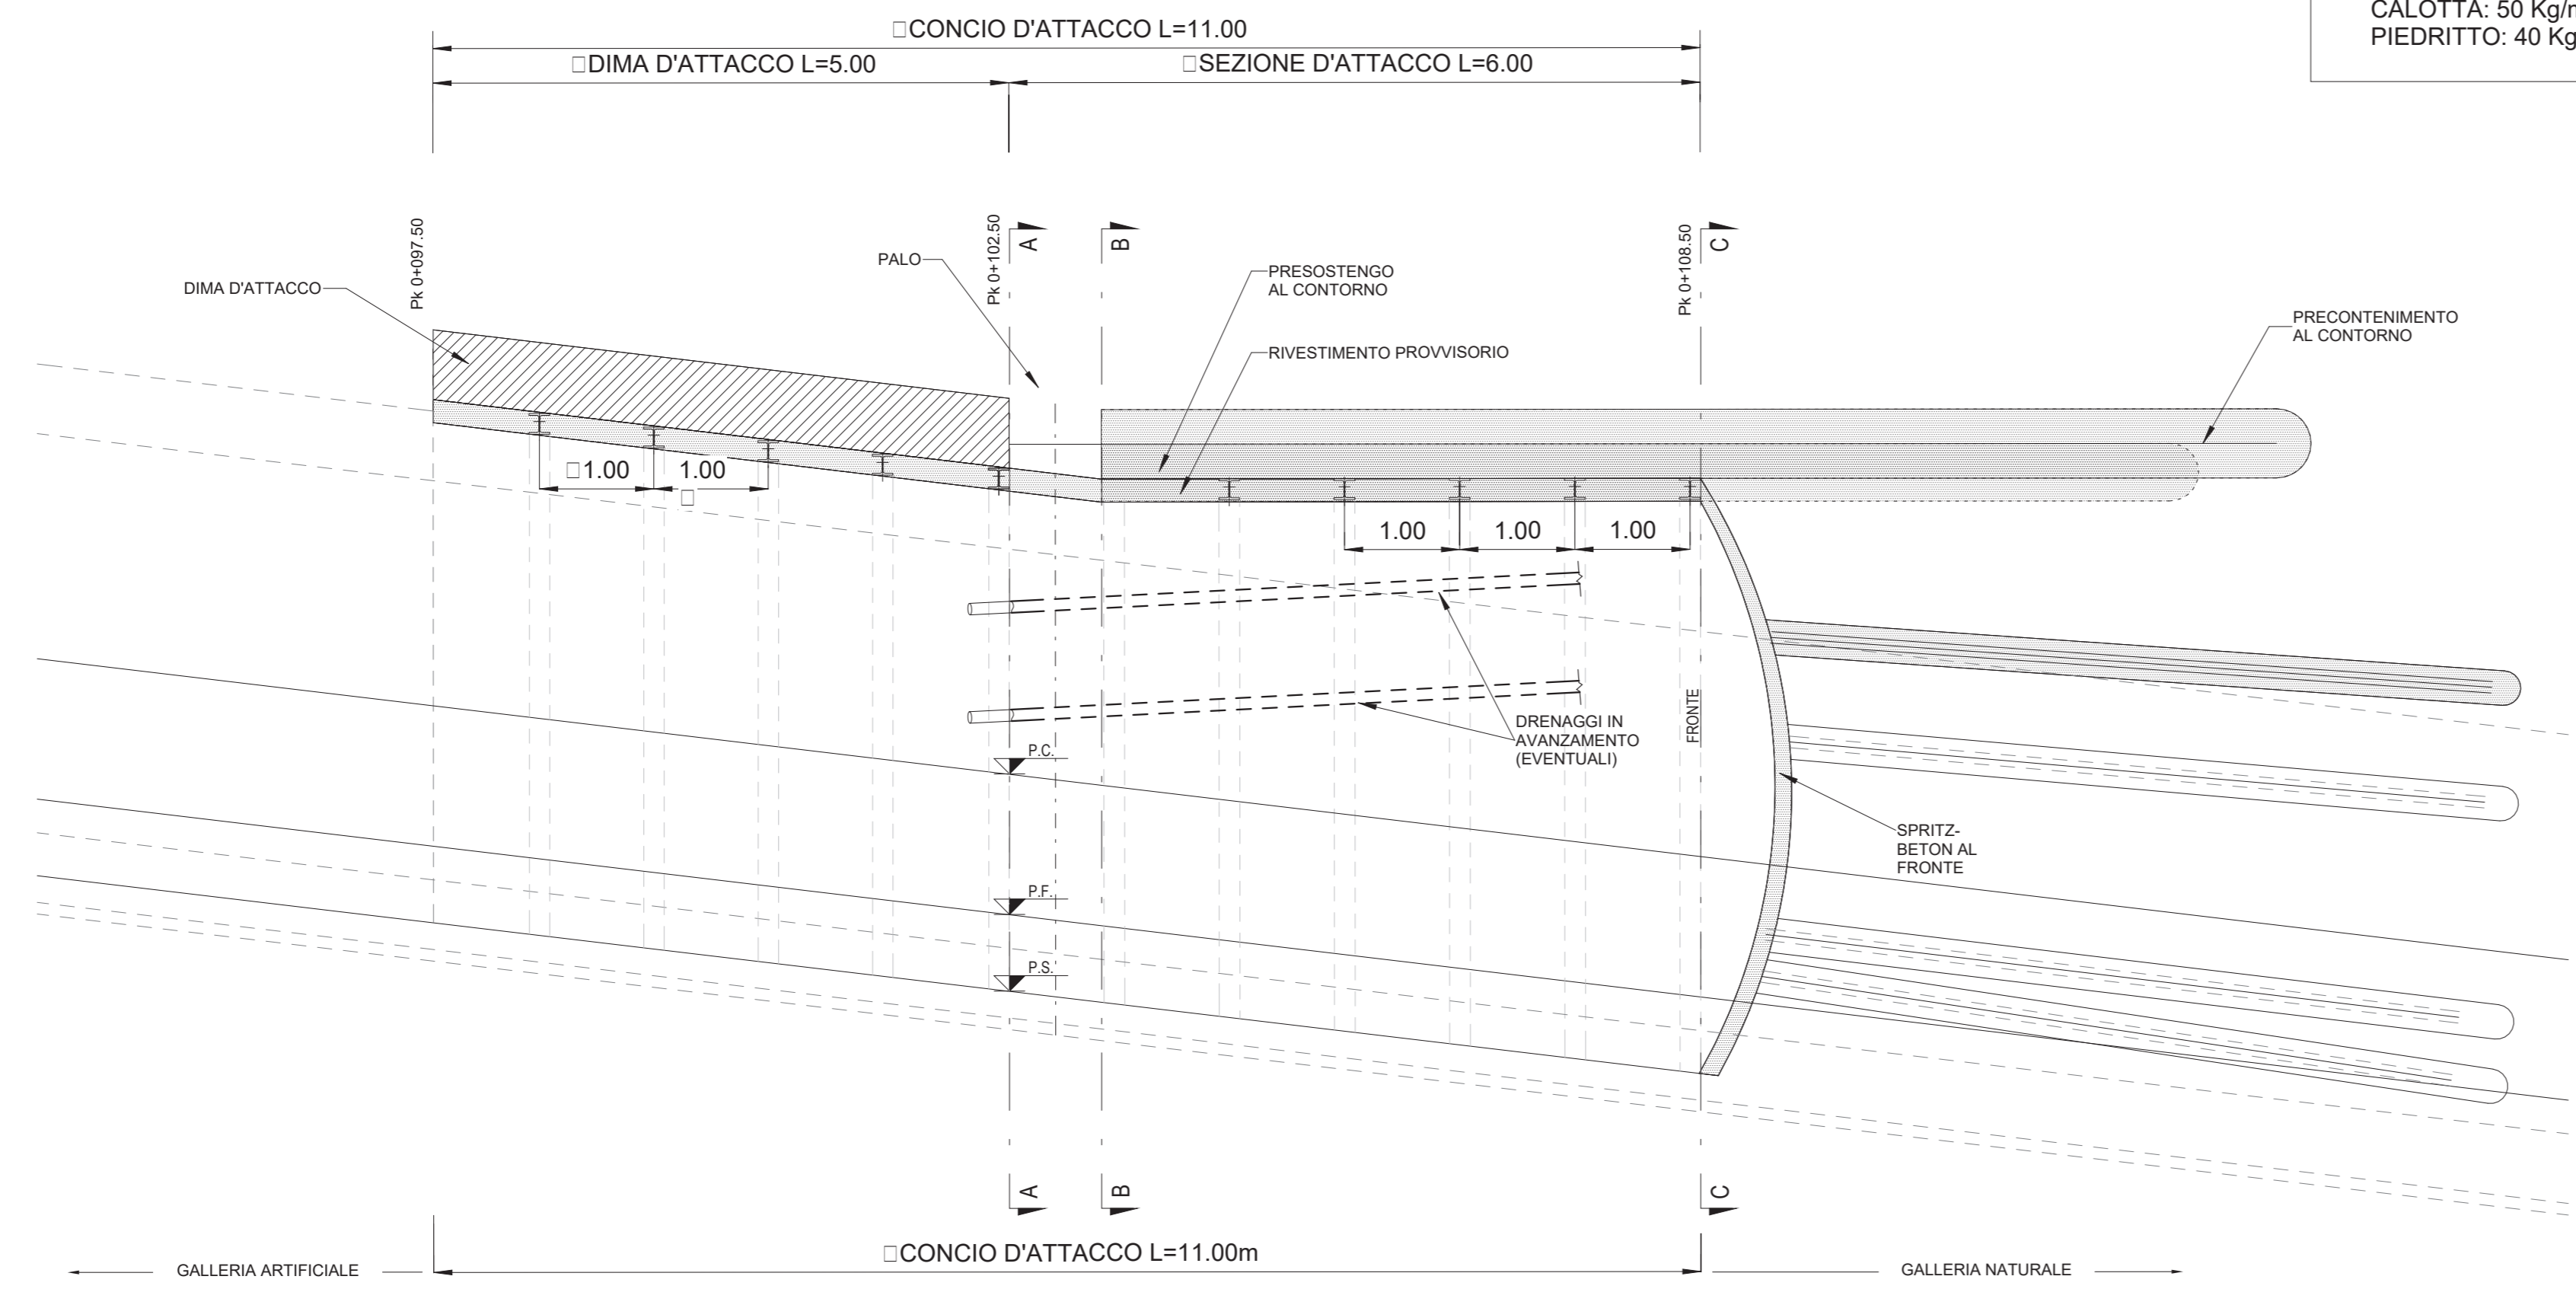 CALOTTA: 50 Kg/m
PIEDRITTO: 40 Kg
□CONCIO D'ATTACCO L=11.00
□DIMA D'ATTACCO L=5.00
□SEZIONE D'ATTACCO L=6.00
Pk 0+097.50
Pk 0+102.50
A
B
Pk 0+108.50
C
DIMA D'ATTACCO
PALO
PRESOSTENGO
AL CONTORNO
RIVESTIMENTO PROVVISORIO
PRECONTENIMENTO
AL CONTORNO
□1.00
1.00
□
1.00
1.00
1.00
DRENAGGI IN
AVANZAMENTO
(EVENTUALI)
FRONTE
P.C.
P.F.
P.S.
SPRITZ-
BETON AL
FRONTE
A
B
C
□CONCIO D'ATTACCO L=11.00m
GALLERIA ARTIFICIALE
GALLERIA NATURALE